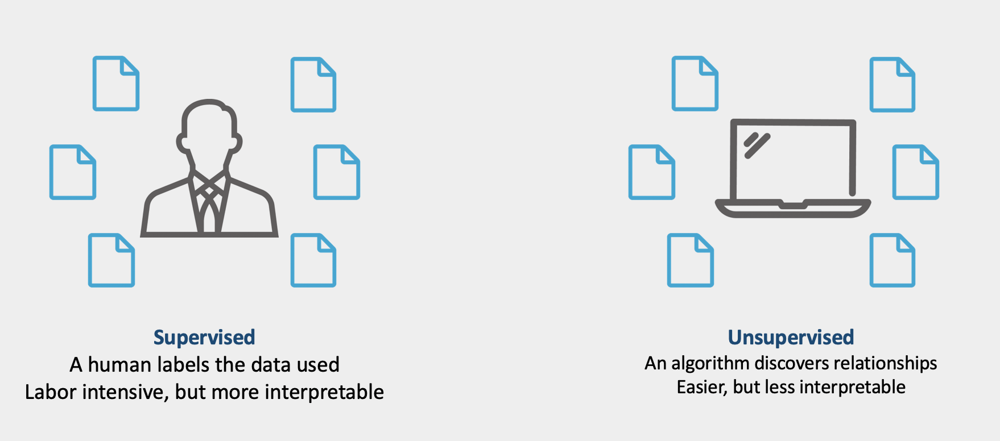 Supervised
A human labels the data used
Labor intensive, but more interpretable
Unsupervised
An algorithm discovers relationships
Easier, but less interpretable